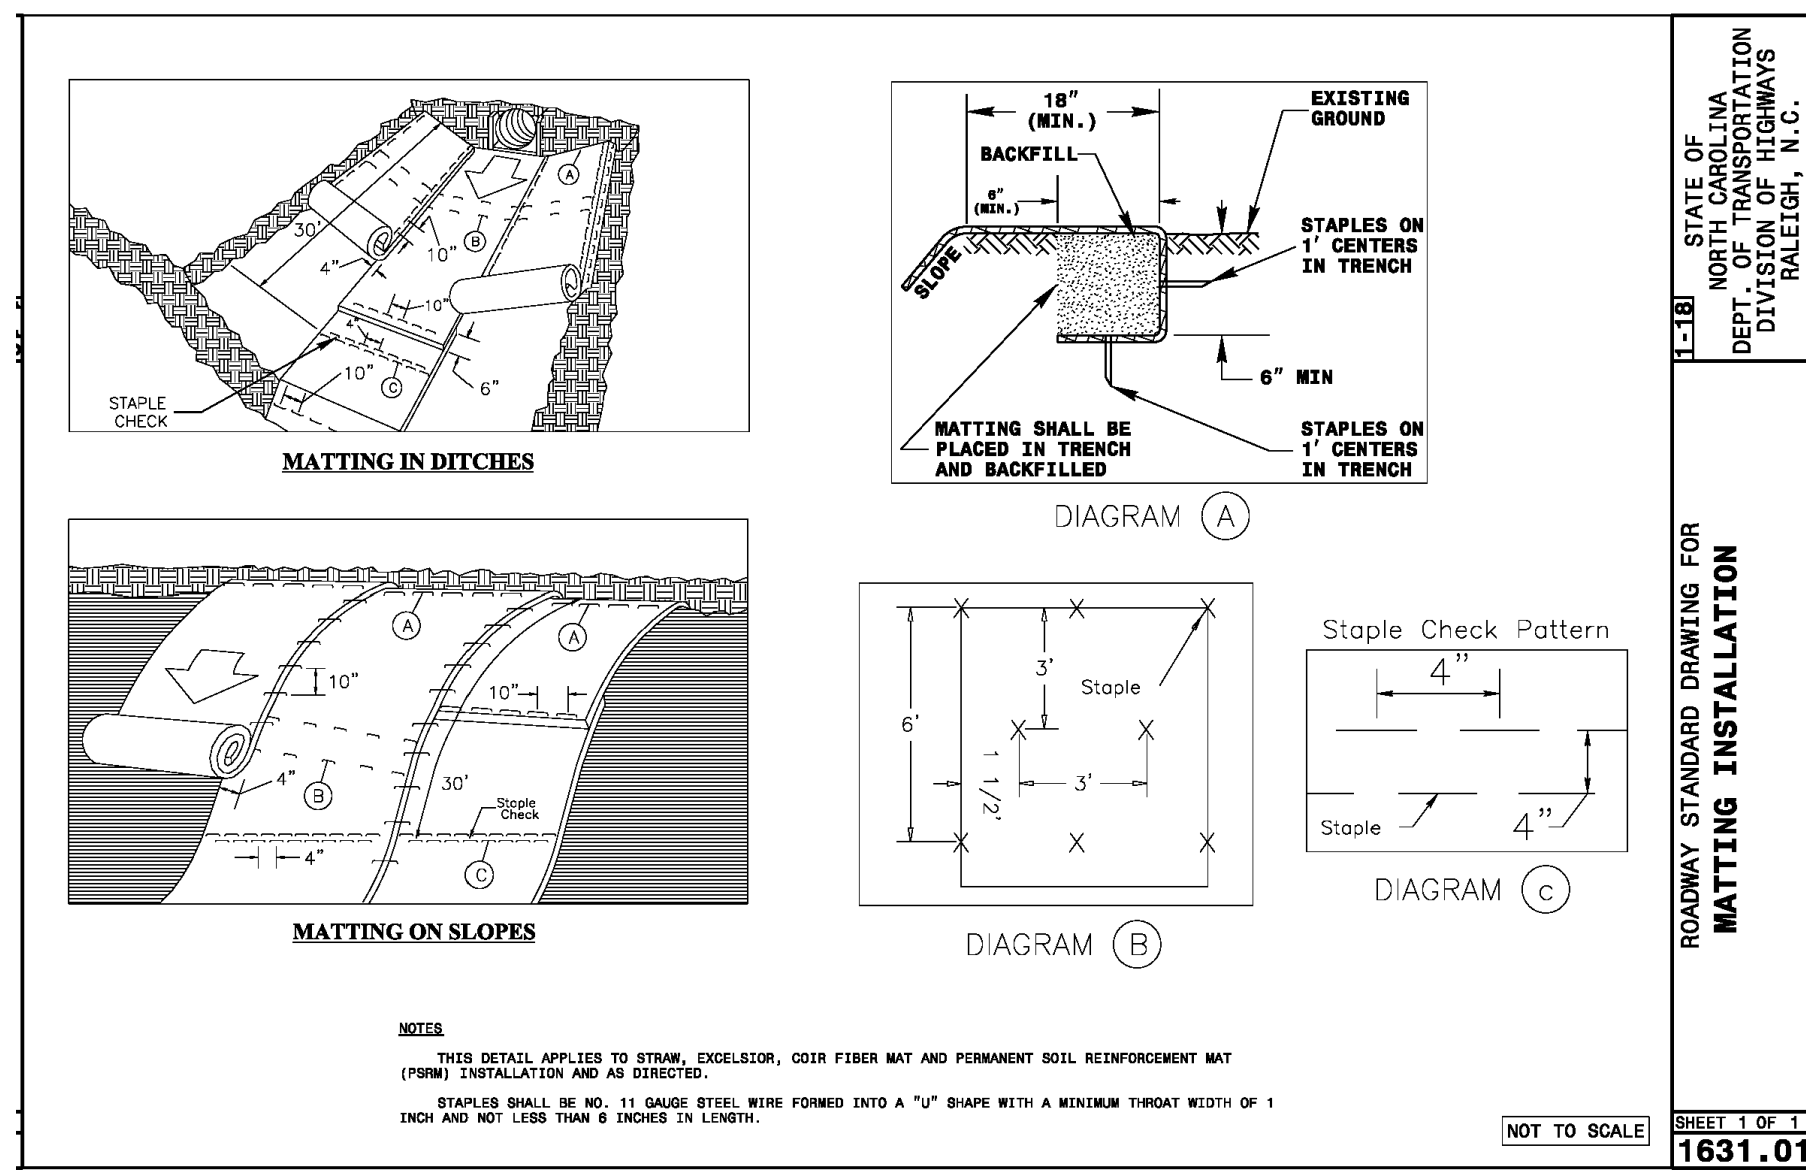 30'
10"
4"
A
B
10"
4"
10"
C
6"
STAPLE
CHECK
MATTING IN DITCHES
18"
(MIN.)
EXISTING
GROUND
BACKFILL
6"
(MIN.)
STAPLES ON
1' CENTERS
IN TRENCH
SLOPE
6" MIN
MATTING SHALL BE
PLACED IN TRENCH
AND BACKFILLED
STAPLES ON
1' CENTERS
IN TRENCH
DIAGRAM A
A
A
10"
10"
4"
B
30'
Staple
Check
4"
C
MATTING ON SLOPES
3'
Staple
6'
1 1/2'
3'
DIAGRAM B
Staple Check Pattern
4"
Staple
4"
DIAGRAM C
NOTES
THIS DETAIL APPLIES TO STRAW, EXCELSIOR, COIR FIBER MAT AND PERMANENT SOIL REINFORCEMENT MAT
(PSRM) INSTALLATION AND AS DIRECTED.
STAPLES SHALL BE NO. 11 GAUGE STEEL WIRE FORMED INTO A "U" SHAPE WITH A MINIMUM THROAT WIDTH OF 1
INCH AND NOT LESS THAN 6 INCHES IN LENGTH.
NOT TO SCALE
1-18
STATE OF
NORTH CAROLINA
DEPT. OF TRANSPORTATION
DIVISION OF HIGHWAYS
RALEIGH, N.C.
ROADWAY STANDARD DRAWING FOR
MATTING INSTALLATION
SHEET 1 OF 1
1631.01